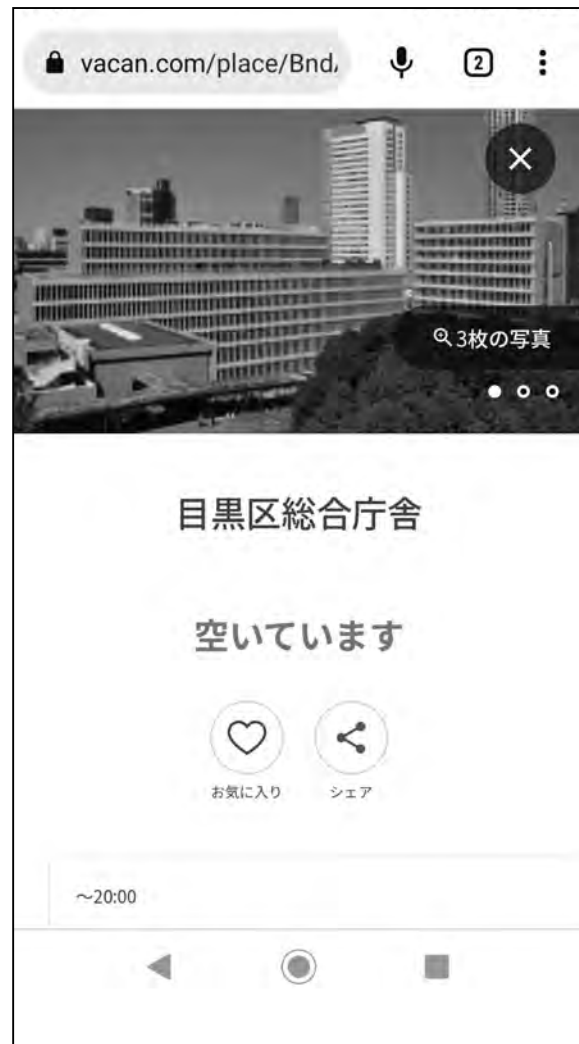 vacan.com/place/Bnd
2
3枚の写真
目黒区総合庁舎
空いています
お気に入り
シェア
～20:00